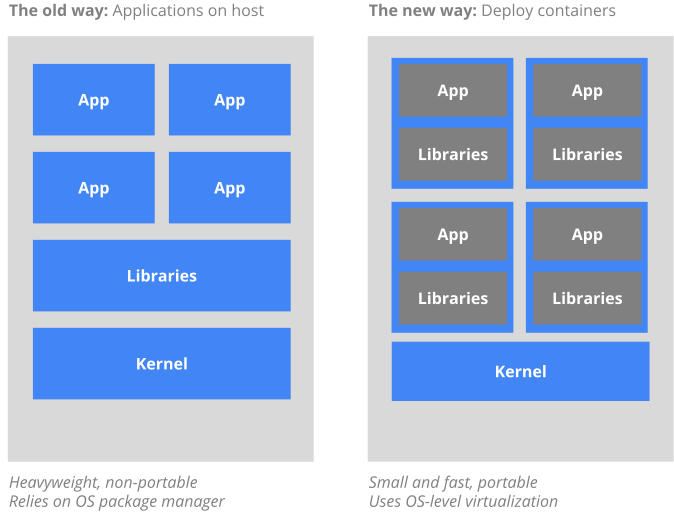 The old way: Applications on host
App
App
App
App
Libraries
Kernel
Heavyweight, non-portable
Relies on OS package manager
The new way: Deploy containers
App
App
Libraries
Libraries
App
App
Libraries
Libraries
Kernel
Small and fast, portable
Uses OS-level virtualization